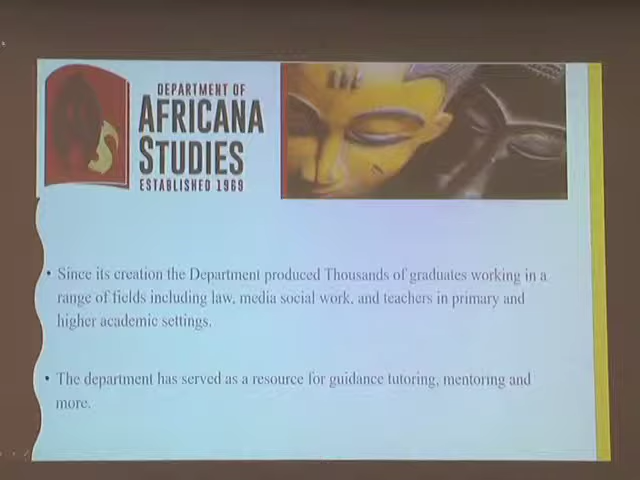 DEPARTMENT OF
AFRICANA
STUDIES
ESTABLISHED 1969
• Since its creation the Department produced Thousands of graduates working in a
range of fields including law, media social work, and teachers in primary and
higher academic settings.
• The department has served as a resource for guidance tutoring, mentoring and
more.